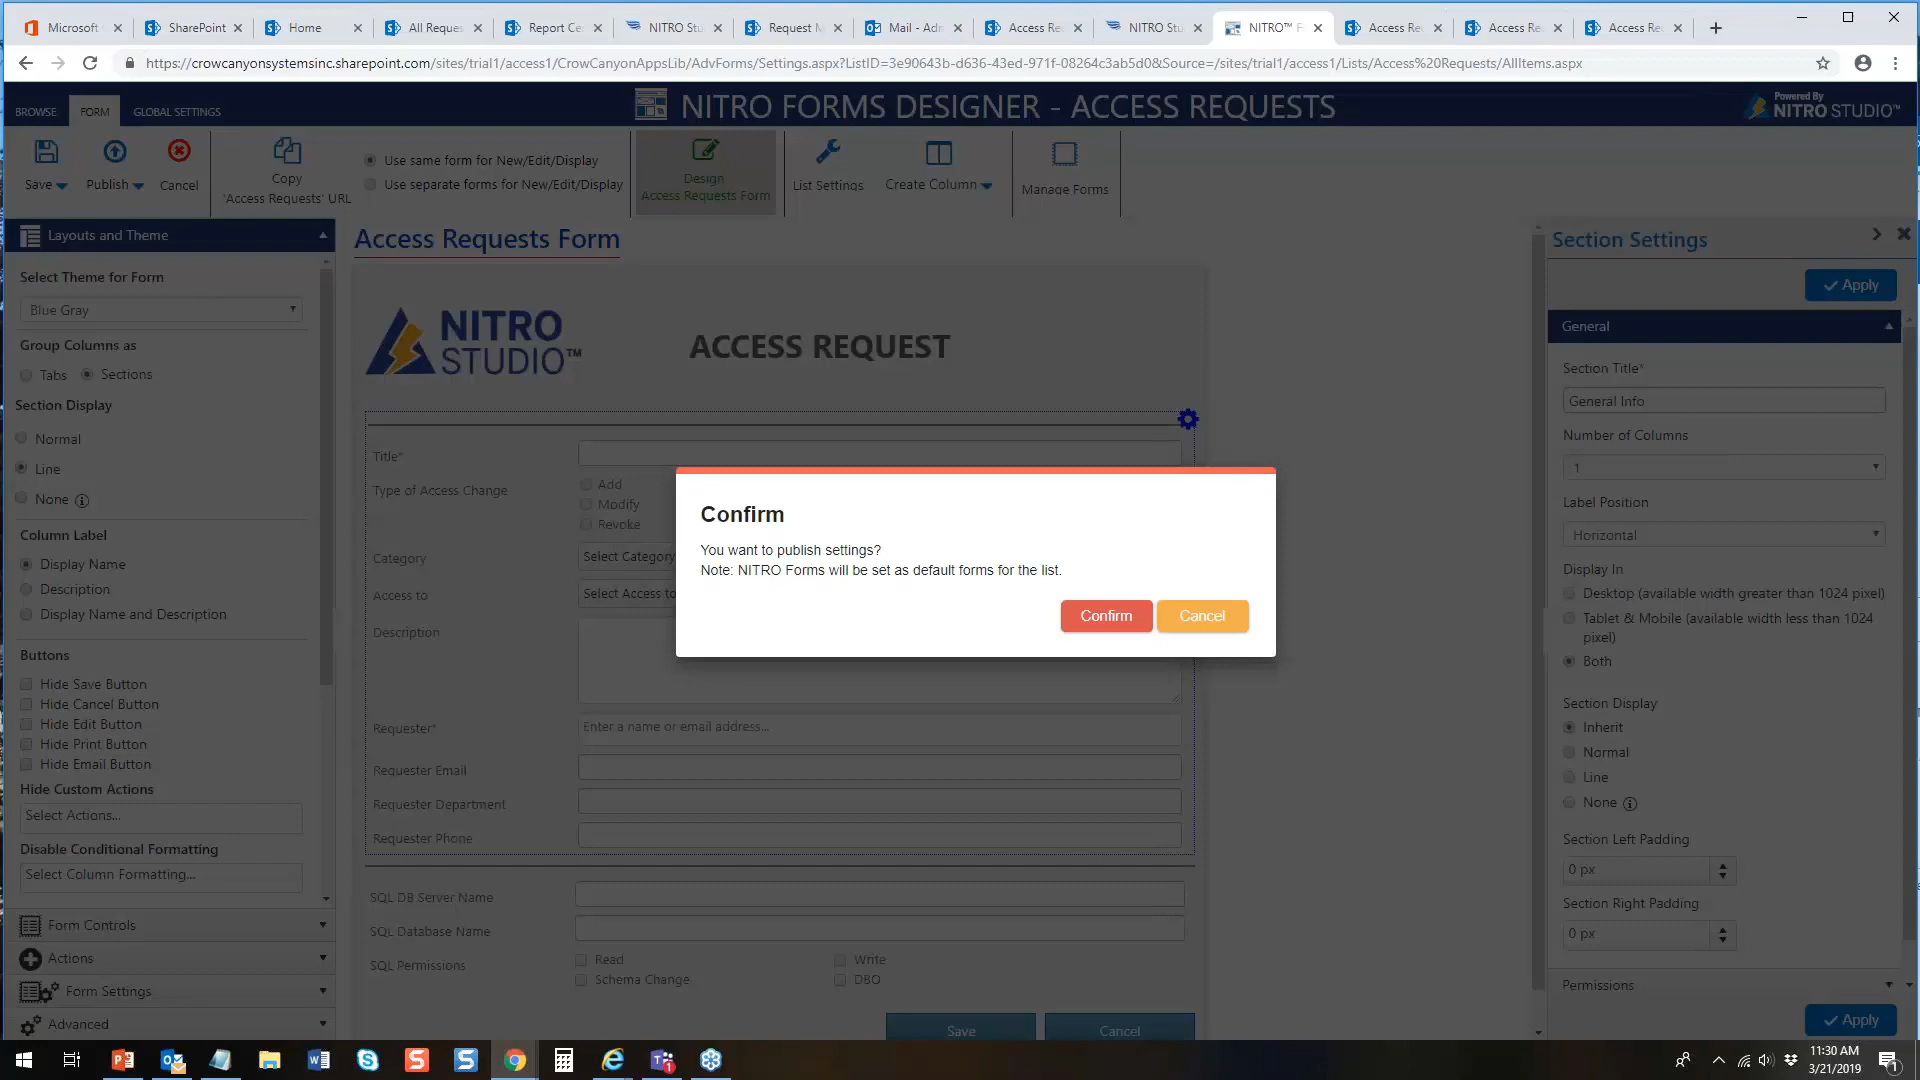 Microsoft
SharePoint
Home
All Reques
Report Ce
NITRO Stu
Request M
Mail - Adm
Access Re
NITRO Stu
NITRO™ F
Access Re
Access Re
Access Re
https://crowcanyonsystemsinc.sharepoint.com/sites/trial1/access1/CrowCanyonAppsLib/AdvForms/Settings.aspx?ListID=3e90643b-d636-43ed-971f-08264c3ab5d0&Source=/sites/trial1/access1/Lists/Access%20Requests/AllItems.aspx
BROWSE
FORM
GLOBAL SETTINGS
NITRO FORMS DESIGNER - ACCESS REQUESTS
Powered By
NITRO STUDIO™
Save
Publish
Cancel
Copy
'Access Requests' URL
Use same form for New/Edit/Display
Use separate forms for New/Edit/Display
Design
Access Requests Form
List Settings
Create Column
Manage Forms
Layouts and Theme
Select Theme for Form
Blue Gray
Group Columns as
Tabs
Sections
Section Display
Normal
Line
None
Column Label
Display Name
Description
Display Name and Description
Buttons
Hide Save Button
Hide Cancel Button
Hide Edit Button
Hide Print Button
Hide Email Button
Hide Custom Actions
Select Actions...
Disable Conditional Formatting
Select Column Formatting...
Form Controls
Actions
Form Settings
Advanced
Access Requests Form
NITRO
STUDIO™
ACCESS REQUEST
Title*
Type of Access Change
Add
Modify
Revoke
Category
Select Category
Access to
Select Access to
Description
Requester*
Enter a name or email address...
Requester Email
Requester Department
Requester Phone
SQL DB Server Name
SQL Database Name
SQL Permissions
Read
Write
Schema Change
DBO
Save
Cancel
Confirm
You want to publish settings?
Note: NITRO Forms will be set as default forms for the list.
Confirm
Cancel
Section Settings
Apply
General
Section Title*
General Info
Number of Columns
1
Label Position
Horizontal
Display In
Desktop (available width greater than 1024 pixel)
Tablet & Mobile (available width less than 1024
pixel)
Both
Section Display
Inherit
Normal
Line
None
Section Left Padding
0 px
Section Right Padding
0 px
Permissions
Apply
11:30 AM
3/21/2019